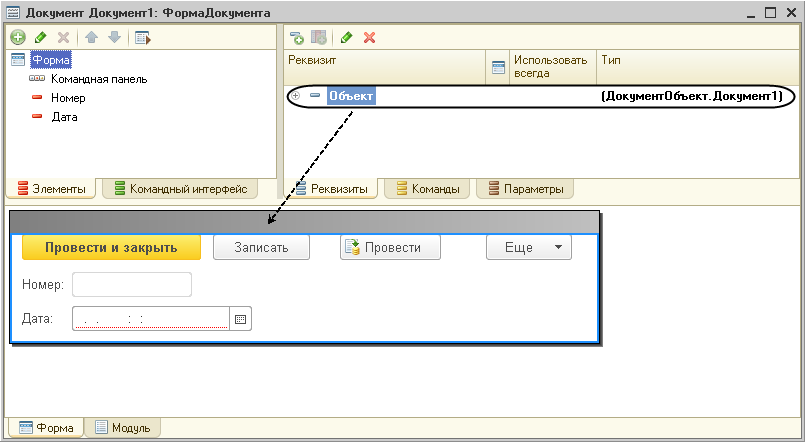 Документ Документ1: ФормаДокумента
Форма
Командная панель
Номер
Дата
Элементы
Командный интерфейс
Реквизит
Использовать всегда
Тип
Объект
(ДокументОбъект.Документ1)
Реквизиты
Команды
Параметры
Провести и закрыть
Записать
Провести
Еще
Номер:
Дата:
. . : :
Форма
Модуль